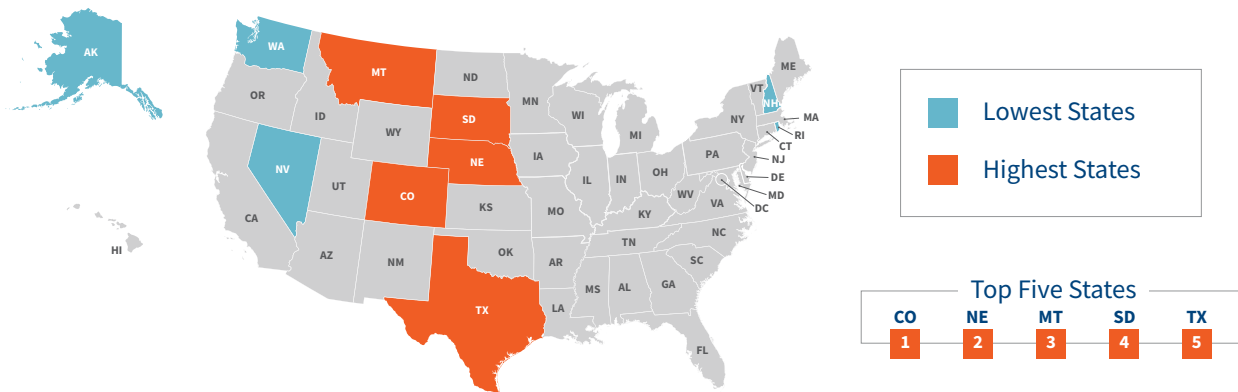 AK
WA
MT
ND
MN
ME
VT
NH
OR
ID
SD
WI
NY
MA
WY
MI
RI
CT
NV
NE
IA
PA
NJ
UT
CO
IL
IN
OH
DE
MD
WV
VA
DC
CA
KS
MO
KY
HI
AZ
NM
OK
AR
TN
NC
SC
TX
LA
MS
AL
GA
FL
Lowest States
Highest States
Top Five States
CO NE MT SD TX
1 2 3 4 5